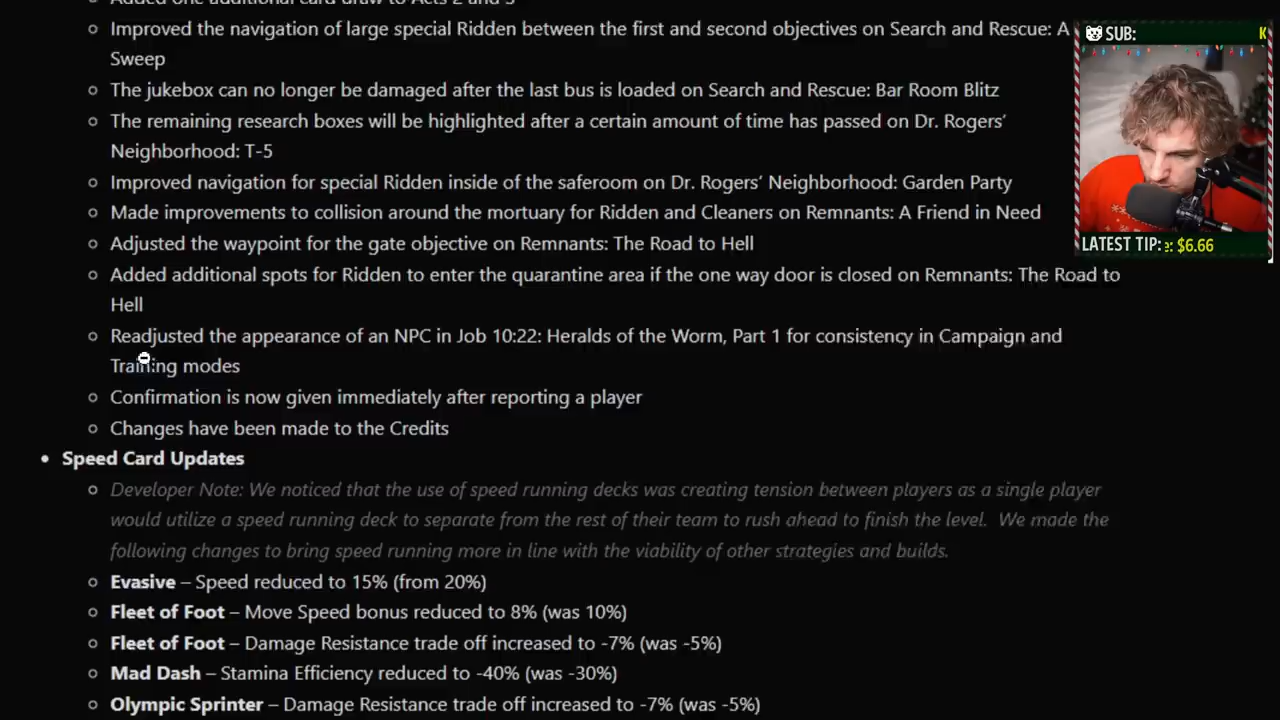 Added one additional card draw to Acts 2 and 3
Improved the navigation of large special Ridden between the first and second objectives on Search and Rescue: A
Sweep
The jukebox can no longer be damaged after the last bus is loaded on Search and Rescue: Bar Room Blitz
The remaining research boxes will be highlighted after a certain amount of time has passed on Dr. Rogers’
Neighborhood: T-5
Improved navigation for special Ridden inside of the saferoom on Dr. Rogers’ Neighborhood: Garden Party
Made improvements to collision around the mortuary for Ridden and Cleaners on Remnants: A Friend in Need
Adjusted the waypoint for the gate objective on Remnants: The Road to Hell
Added additional spots for Ridden to enter the quarantine area if the one way door is closed on Remnants: The Road to
Hell
Readjusted the appearance of an NPC in Job 10:22: Heralds of the Worm, Part 1 for consistency in Campaign and
Training modes
Confirmation is now given immediately after reporting a player
Changes have been made to the Credits
Speed Card Updates
Developer Note: We noticed that the use of speed running decks was creating tension between players as a single player
would utilize a speed running deck to separate from the rest of their team to rush ahead to finish the level. We made the
following changes to bring speed running more in line with the viability of other strategies and builds.
Evasive – Speed reduced to 15% (from 20%)
Fleet of Foot – Move Speed bonus reduced to 8% (was 10%)
Fleet of Foot – Damage Resistance trade off increased to -7% (was -5%)
Mad Dash – Stamina Efficiency reduced to -40% (was -30%)
Olympic Sprinter – Damage Resistance trade off increased to -7% (was -5%)
SUB: K
LATEST TIP: e: $6.66